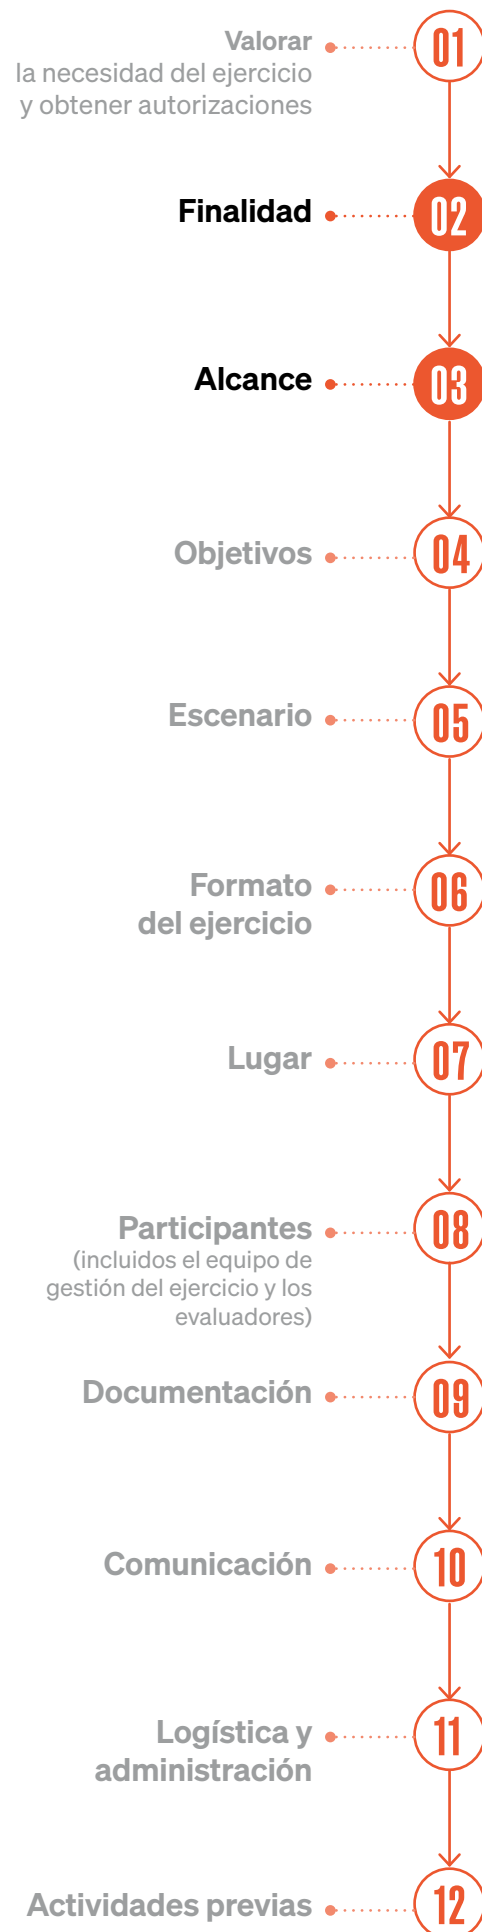 Valorar
la necesidad del ejercicio
y obtener autorizaciones
01
Finalidad
02
Alcance
03
Objetivos
04
Escenario
05
Formato
del ejercicio
06
Lugar
07
Participantes
(incluidos el equipo de
gestión del ejercicio y los
evaluadores)
08
Documentación
09
Comunicación
10
Logística y
administración
11
Actividades previas
12